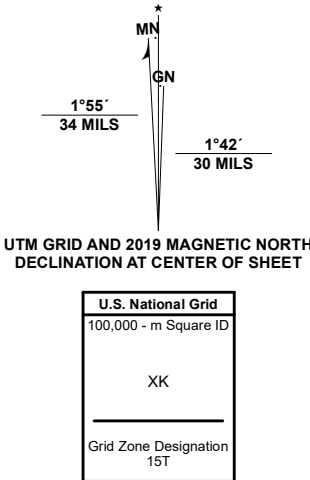 MN
GN
1°55´
34 MILS
1°42´
30 MILS
UTM GRID AND 2019 MAGNETIC NORTH
DECLINATION AT CENTER OF SHEET
U.S. National Grid
100,000 - m Square ID
XK
Grid Zone Designation
15T